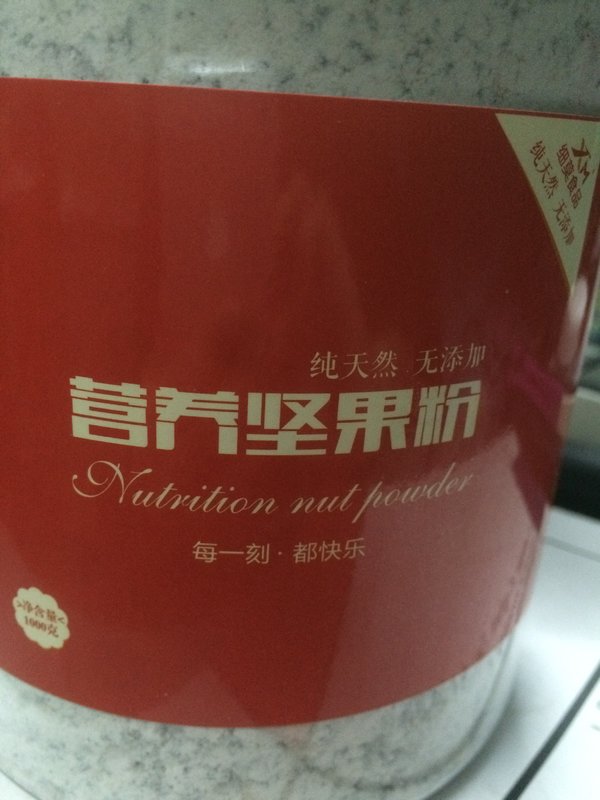 纯天然 无添加
纯天然 无添加
营养坚果粉
Nutrition nut powder
每一刻·都快乐
>净含量<
1000克